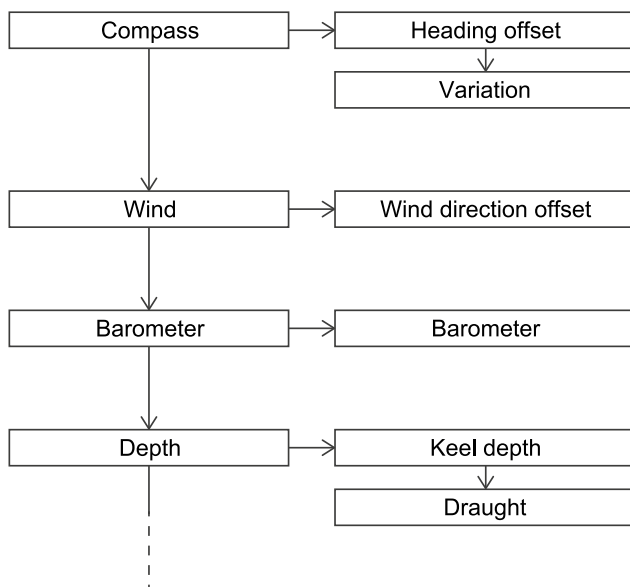 Compass
Heading offset
Variation
Wind
Wind direction offset
Barometer
Barometer
Depth
Keel depth
Draught